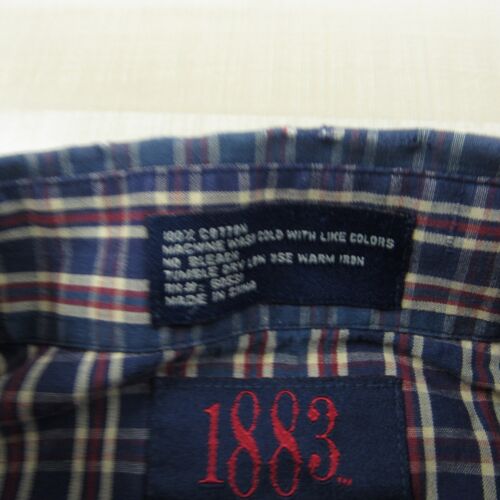 100% COTTON
MACHINE WASH COLD WITH LIKE COLORS
NO BLEACH
TUMBLE DRY LOW USE WARM IRON
RN#:
MADE IN CHINA
1883